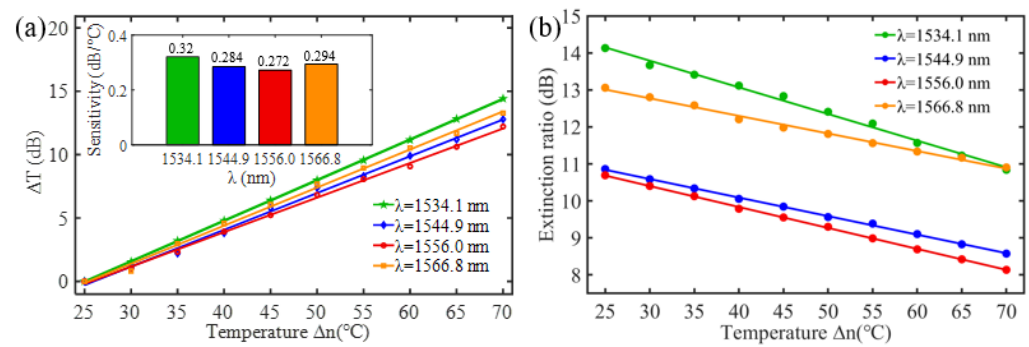 (a)
20
15
10
5
0
ΔT (dB)
25 30 35 40 45 50 55 60 65 70
Temperature Δn(℃)
Sensitivity (dB/℃)
0.4
0.2
0
0.32 0.284 0.272 0.294
1534.1 1544.9 1556.0 1566.8
λ (nm)
λ=1534.1 nm
λ=1544.9 nm
λ=1556.0 nm
λ=1566.8 nm
(b)
15
14
13
12
11
10
9
8
Extinction ratio (dB)
25 30 35 40 45 50 55 60 65 70
Temperature Δn(℃)
λ=1534.1 nm
λ=1544.9 nm
λ=1556.0 nm
λ=1566.8 nm